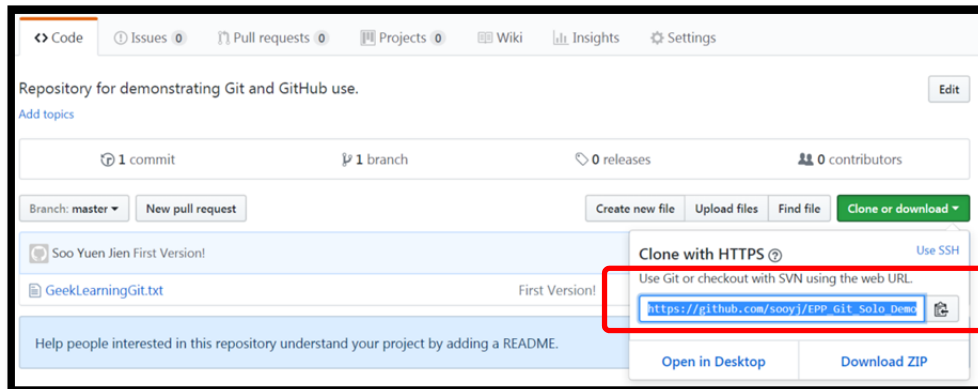 <> Code Issues 0 Pull requests 0 Projects 0 Wiki Insights Settings
Repository for demonstrating Git and GitHub use. Edit
Add topics
1 commit 1 branch 0 releases 0 contributors
Branch: master New pull request Create new file Upload files Find file Clone or download
Soo Yuen Jien First Version!
GeekLearningGit.txt First Version!
Help people interested in this repository understand your project by adding a README.
Clone with HTTPS Use SSH
Use Git or checkout with SVN using the web URL.
https://github.com/sooyj/EPP_Git_Solo_Demo
Open in Desktop Download ZIP